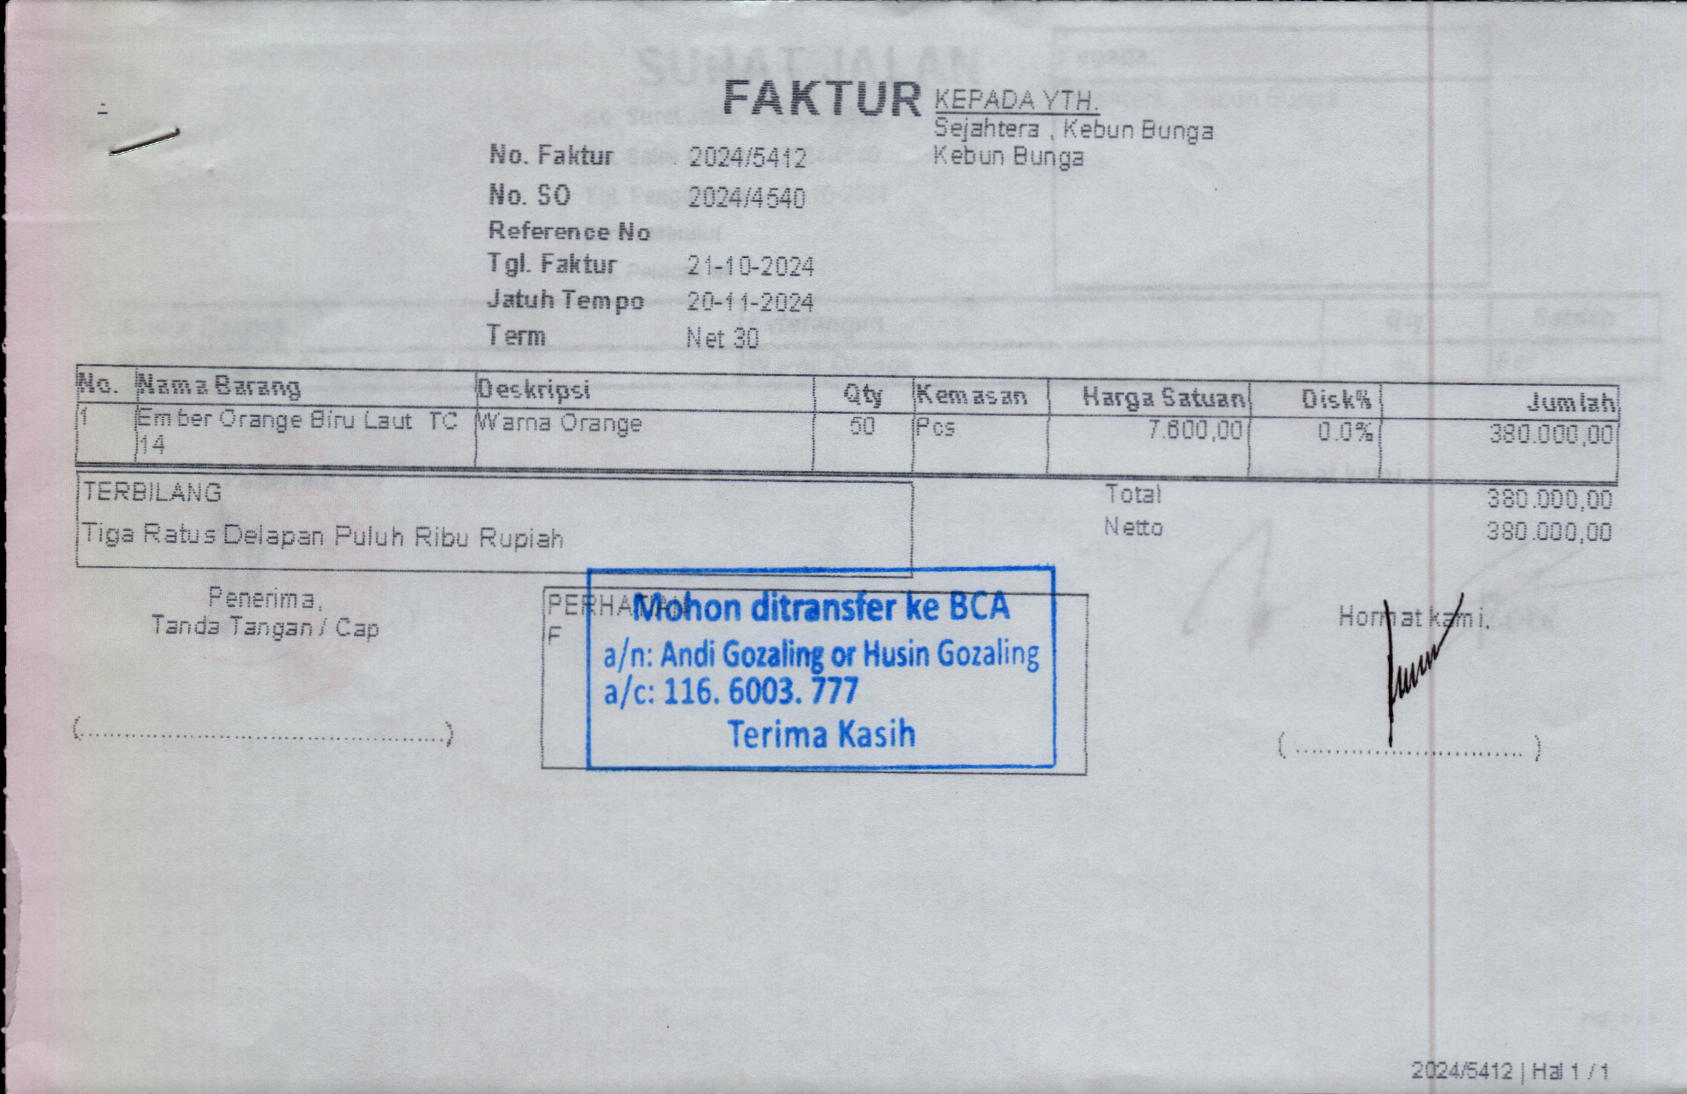 FAKTUR
KEPADA YTH.
Sejahtera , Kebun Bunga
Kebun Bunga
No. Faktur 2024/5412
No. SO 2024/4540
Reference No
Tgl. Faktur 21-10-2024
Jatuh Tempo 20-11-2024
Term Net 30
No. Nama Barang Deskripsi Qty Kemasan Harga Satuan Disk% Jumlah
1 Ember Orange Biru Laut TC Warna Orange 50 Pcs 7.600,00 0.0% 380.000,00
14
TERBILANG
Tiga Ratus Delapan Puluh Ribu Rupiah
Total 380.000,00
Netto 380.000,00
Penerima,
Tanda Tangan / Cap
(............................................)
PERHATIAN
F
Mohon ditransfer ke BCA
a/n: Andi Gozaling or Husin Gozaling
a/c: 116. 6003. 777
Terima Kasih
Hormat kami,
( ............................ )
2024/5412 | Hal 1 / 1